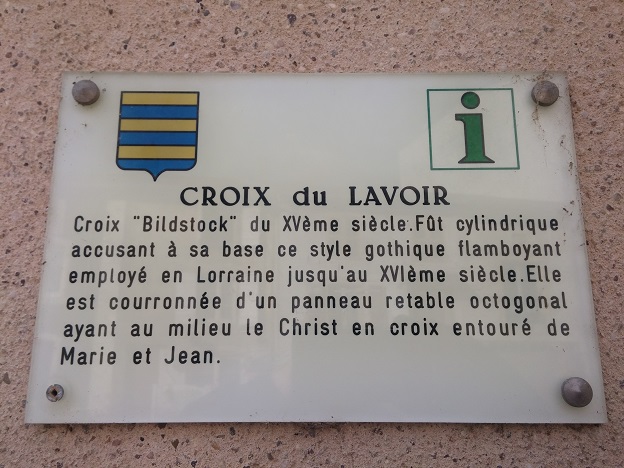 i
CROIX du LAVOIR
Croix "Bildstock" du XVème siècle.Fût cylindrique
accusant à sa base ce style gothique flamboyant
employé en Lorraine jusqu'au XVIème siècle.Elle
est courronnée d'un panneau retable octogonal
ayant au milieu le Christ en croix entouré de
Marie et Jean.